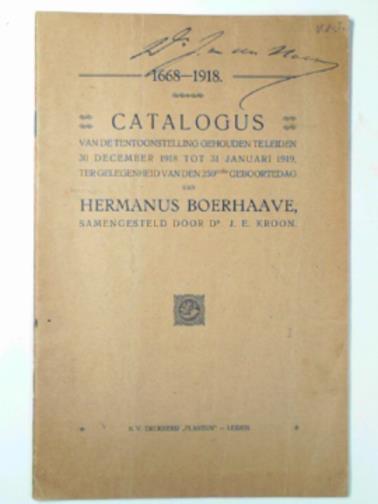 Dr.
1668—1918.
CATALOGUS
VAN DE TENTOONSTELLING GEHOUDEN TE LEIDEN
30 DECEMBER 1918 TOT 31 JANUARI 1919,
TER GELEGENHEID VAN DEN 250sten GEBOORTEDAG
VAN
HERMANUS BOERHAAVE,
SAMENGESTELD DOOR Dr. J. E. KROON.
N.V. DRUKKERIJ „PLANTIJN” — LEIDEN.